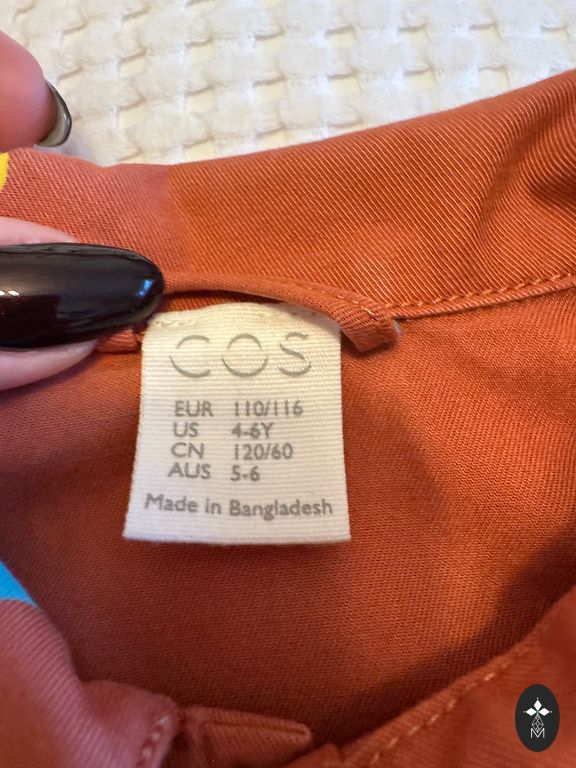 COS
EUR 110/116
US 4-6Y
CN 120/60
AUS 5-6
Made in Bangladesh
M